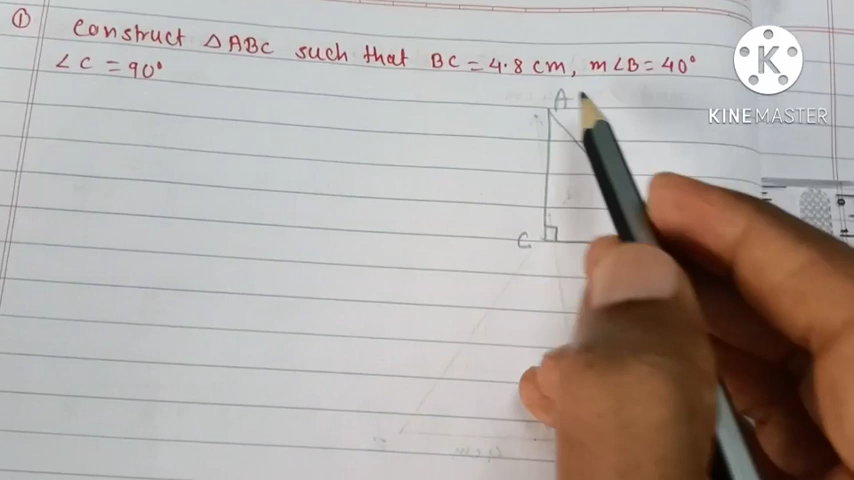 ① Construct △ABC such that BC = 4.8 cm, m∠B = 40°
∠C = 90°
A
C
K
KINEMASTER